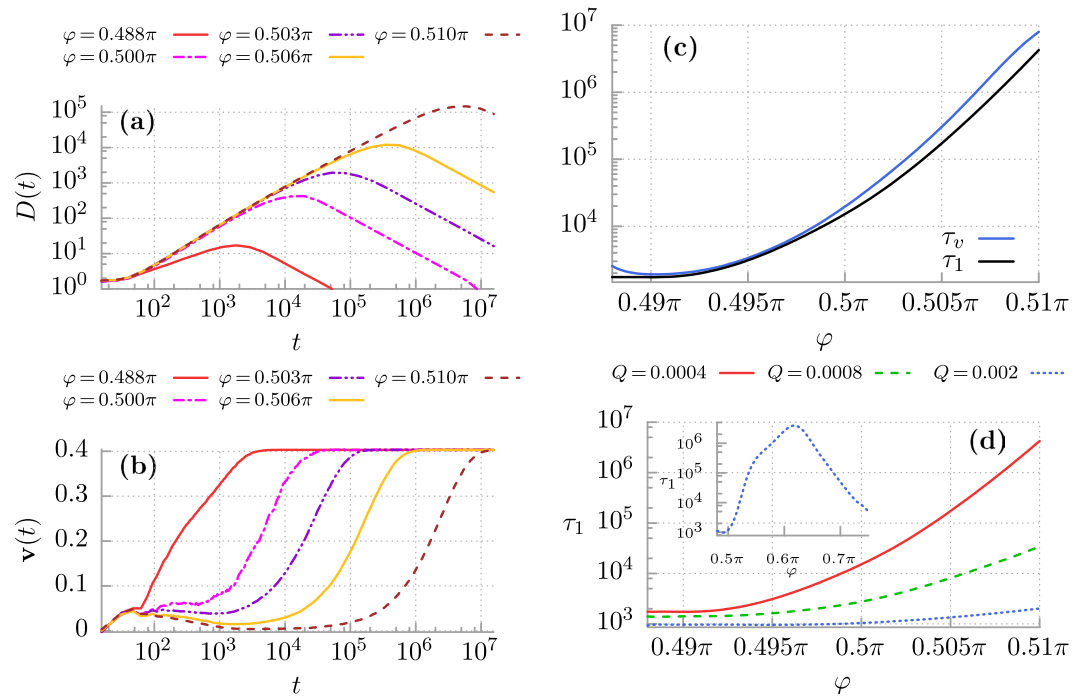 φ = 0.488π φ = 0.503π φ = 0.510π
φ = 0.500π φ = 0.506π
(a)
D(t)
10^5
10^4
10^3
10^2
10^1
10^0
10^2 10^3 10^4 10^5 10^6 10^7
t
φ = 0.488π φ = 0.503π φ = 0.510π
φ = 0.500π φ = 0.506π
(b)
v(t)
0.4
0.3
0.2
0.1
0
10^2 10^3 10^4 10^5 10^6 10^7
t
(c)
10^7
10^6
10^5
10^4
τ_v
τ_1
0.49π 0.495π 0.5π 0.505π 0.51π
φ
Q = 0.0004 Q = 0.0008 Q = 0.002
(d)
τ_1
10^7
10^6
10^5
10^4
10^3
τ_1
10^6
10^5
10^4
10^3
0.5π 0.6π 0.7π
φ
0.49π 0.495π 0.5π 0.505π 0.51π
φ